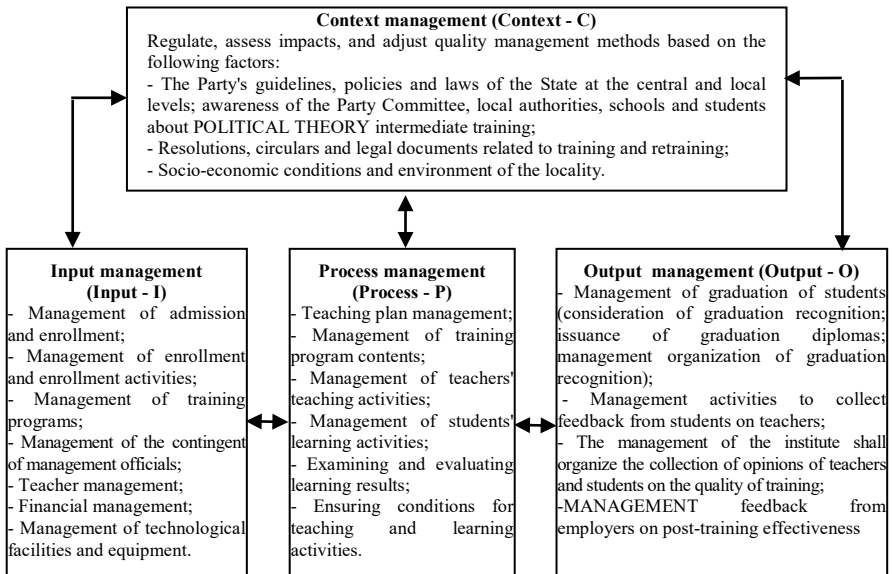 Context management (Context - C)
Regulate, assess impacts, and adjust quality management methods based on the
following factors:
- The Party's guidelines, policies and laws of the State at the central and local
levels; awareness of the Party Committee, local authorities, schools and students
about POLITICAL THEORY intermediate training;
- Resolutions, circulars and legal documents related to training and retraining;
- Socio-economic conditions and environment of the locality.
Input management
(Input - I)
- Management of admission
and enrollment;
- Management of enrollment
and enrollment activities;
- Management of training
programs;
- Management of the contingent
of management officials;
- Teacher management;
- Financial management;
- Management of technological
facilities and equipment.
Process management
(Process - P)
- Teaching plan management;
- Management of training
program contents;
- Management of teachers'
teaching activities;
- Management of students'
learning activities;
- Examining and evaluating
learning results;
- Ensuring conditions for
teaching and learning
activities.
Output management (Output - O)
- Management of graduation of students
(consideration of graduation recognition;
issuance of graduation diplomas;
management organization of graduation
recognition);
- Management activities to collect
feedback from students on teachers;
- The management of the institute shall
organize the collection of opinions of teachers
and students on the quality of training;
-MANAGEMENT feedback from
employers on post-training effectiveness